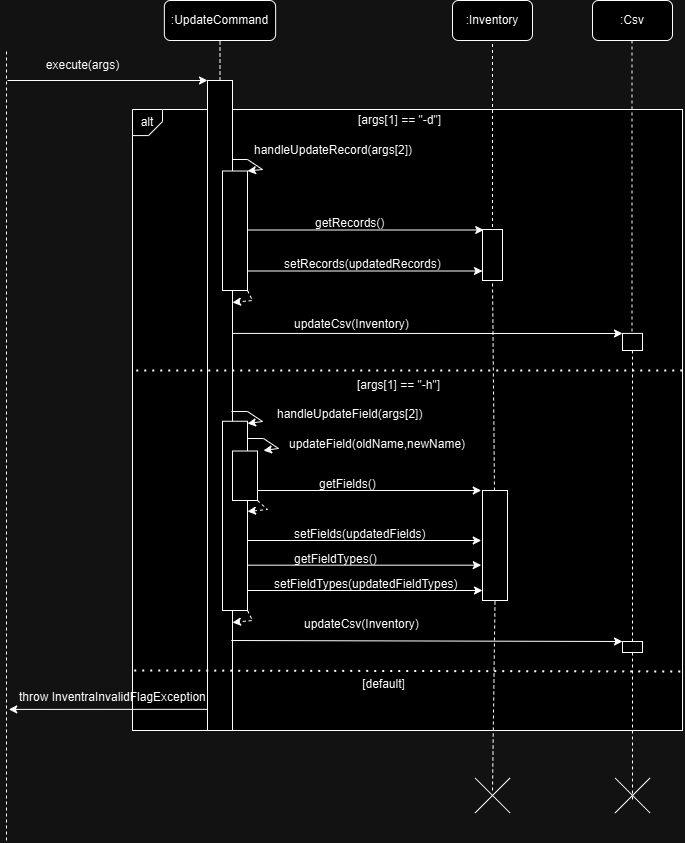 :UpdateCommand
:Inventory
:Csv
execute(args)
alt
[args[1] == "-d"]
handleUpdateRecord(args[2])
getRecords()
setRecords(updatedRecords)
updateCsv(Inventory)
[args[1] == "-h"]
handleUpdateField(args[2])
updateField(oldName,newName)
getFields()
setFields(updatedFields)
getFieldTypes()
setFieldTypes(updatedFieldTypes)
updateCsv(Inventory)
[default]
throw InventraInvalidFlagException